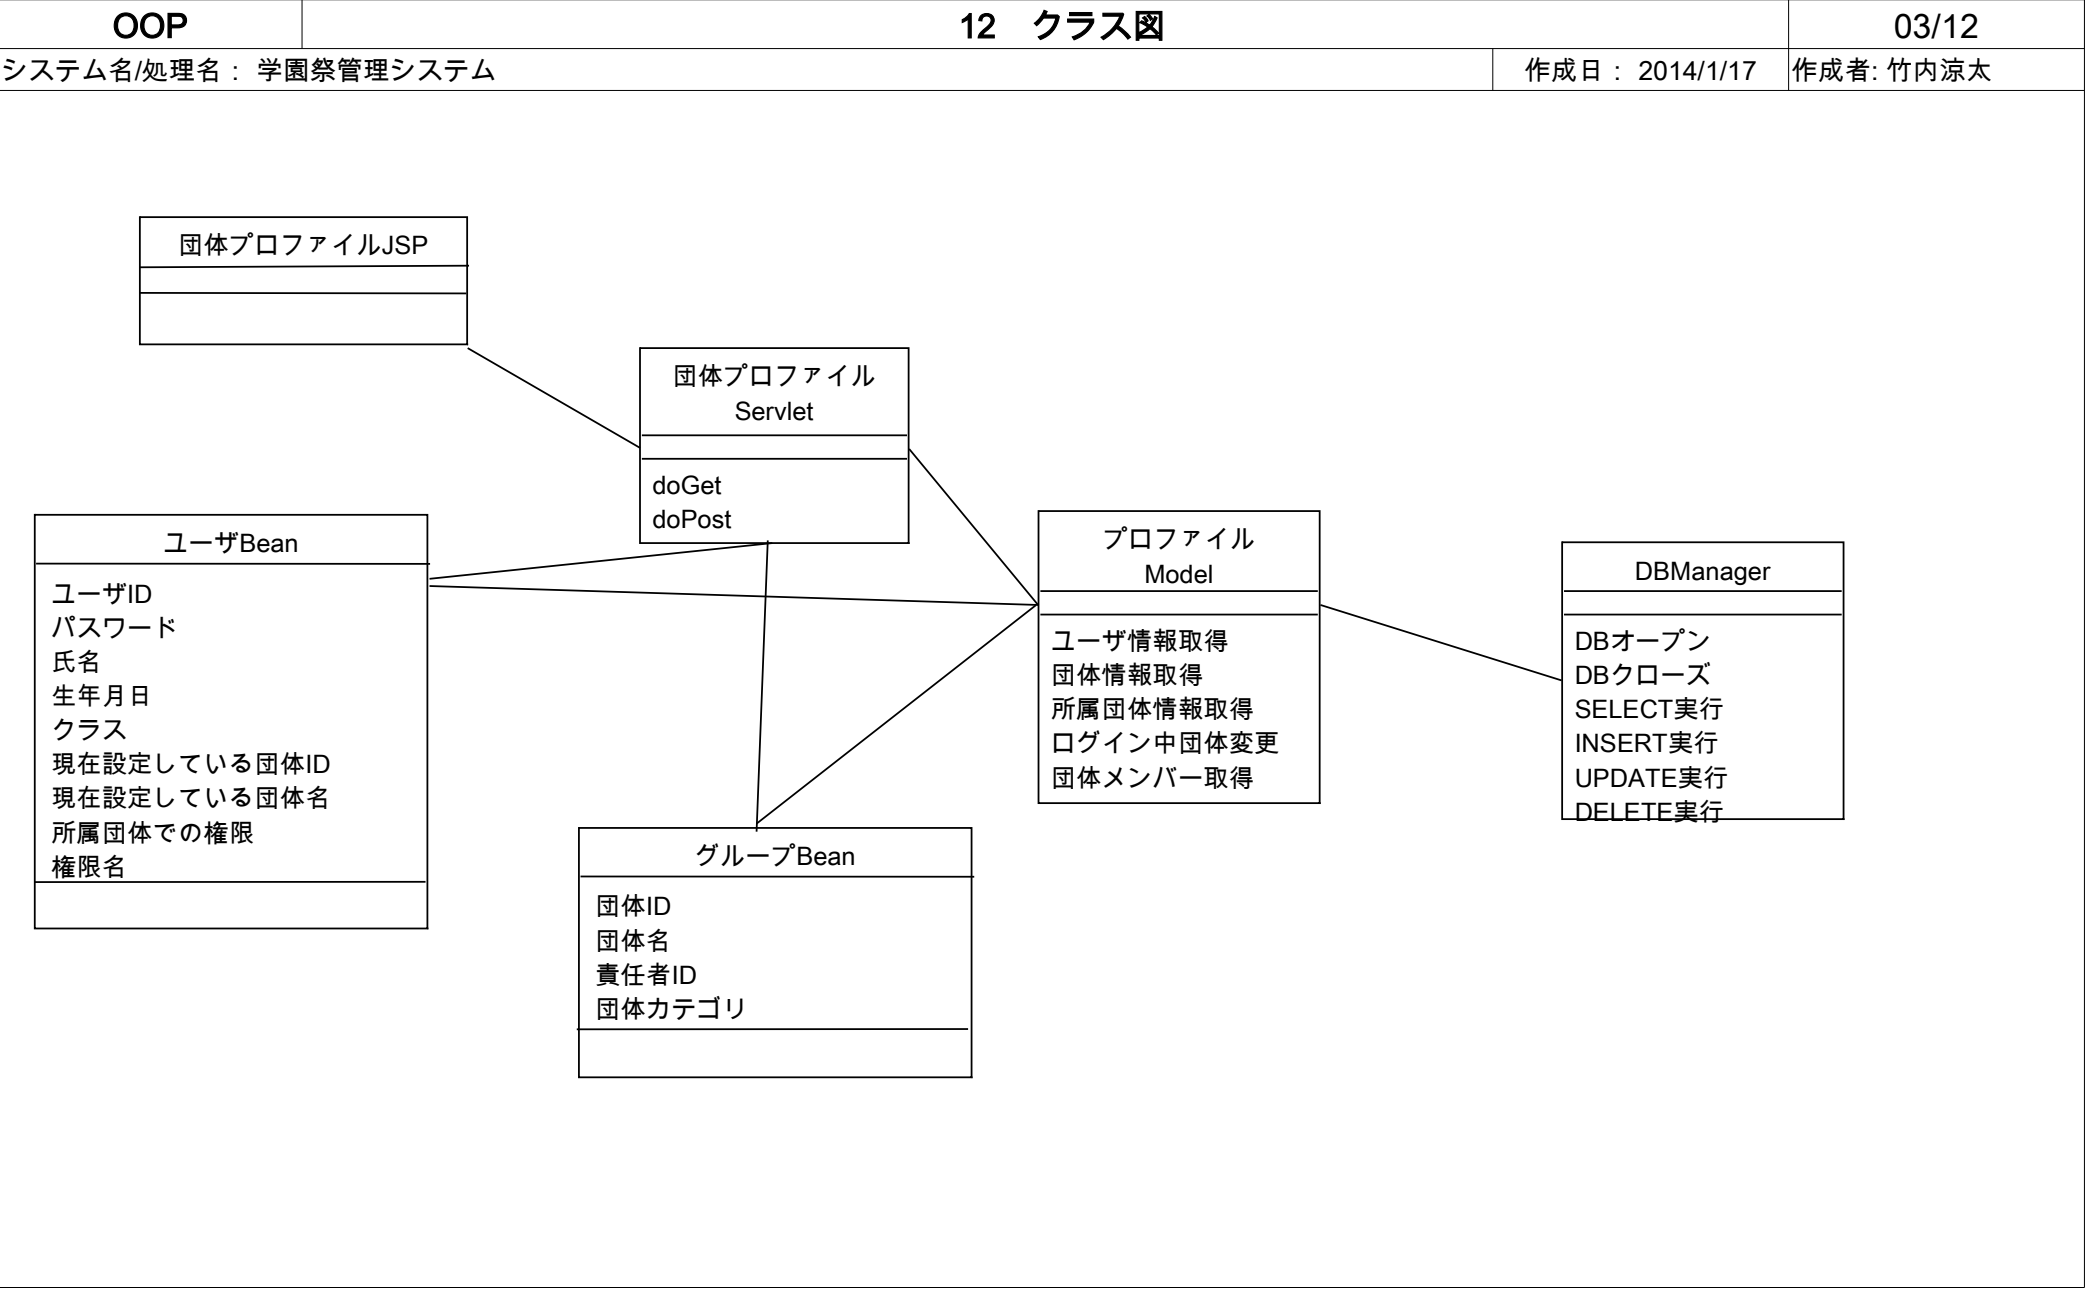 OOP
12　クラス図
03/12
システム名/処理名： 学園祭管理システム
作成日： 2014/1/17
作成者: 竹内涼太
団体プロファイルJSP
団体プロファイル
Servlet
doGet
doPost
ユーザBean
ユーザID
パスワード
氏名
生年月日
クラス
現在設定している団体ID
現在設定している団体名
所属団体での権限
権限名
プロファイル
Model
ユーザ情報取得
団体情報取得
所属団体情報取得
ログイン中団体変更
団体メンバー取得
DBManager
DBオープン
DBクローズ
SELECT実行
INSERT実行
UPDATE実行
DELETE実行
グループBean
団体ID
団体名
責任者ID
団体カテゴリ